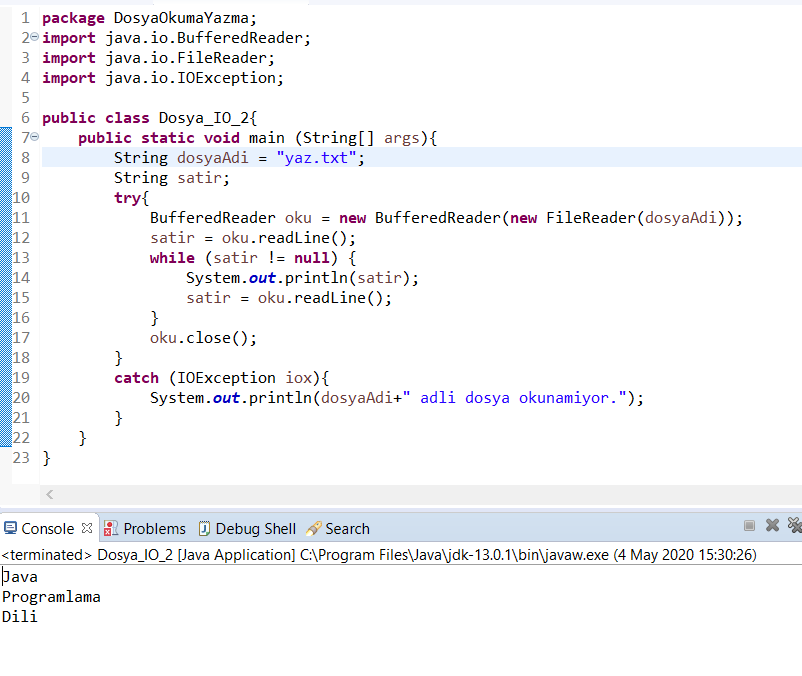 1 package DosyaOkumaYazma;
2 import java.io.BufferedReader;
3 import java.io.FileReader;
4 import java.io.IOException;
5
6 public class Dosya_IO_2{
7     public static void main (String[] args){
8         String dosyaAdi = "yaz.txt";
9         String satir;
10         try{
11             BufferedReader oku = new BufferedReader(new FileReader(dosyaAdi));
12             satir = oku.readLine();
13             while (satir != null) {
14                 System.out.println(satir);
15                 satir = oku.readLine();
16             }
17             oku.close();
18         }
19         catch (IOException iox){
20             System.out.println(dosyaAdi+" adli dosya okunamiyor.");
21         }
22     }
23 }
Console Problems Debug Shell Search
<terminated> Dosya_IO_2 [Java Application] C:\Program Files\Java\jdk-13.0.1\bin\javaw.exe (4 May 2020 15:30:26)
Java
Programlama
Dili